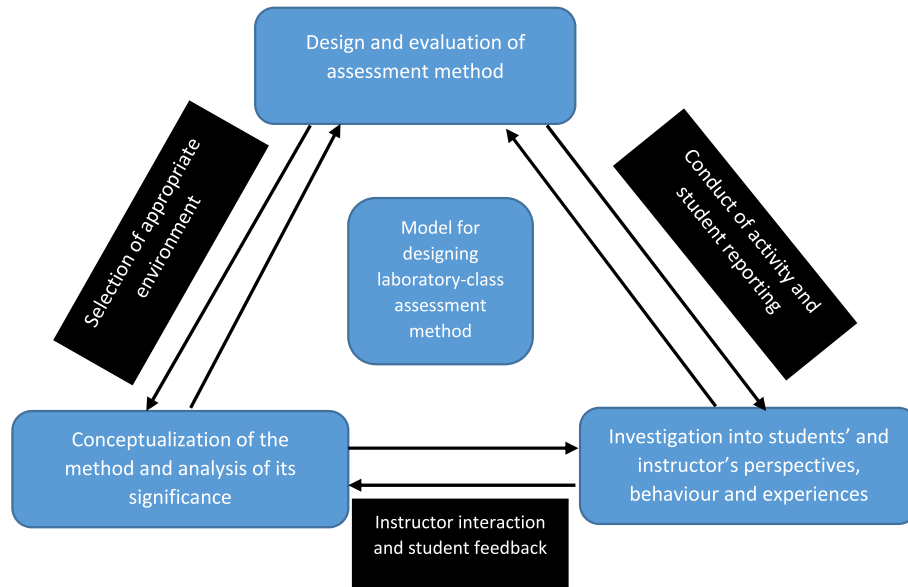 Design and evaluation of
assessment method
Selection of appropriate
environment
Conduct of activity and
student reporting
Model for
designing
laboratory-class
assessment
method
Conceptualization of the
method and analysis of its
significance
Investigation into students’ and
instructor’s perspectives,
behaviour and experiences
Instructor interaction
and student feedback